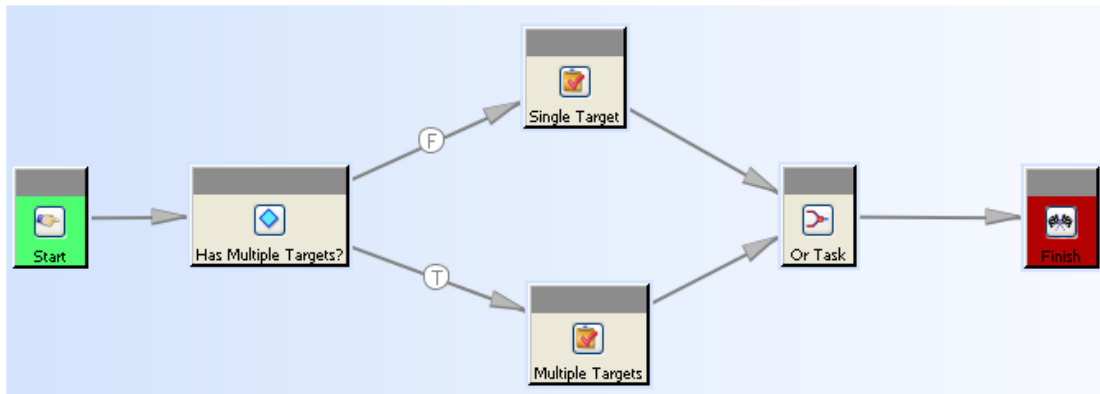 Single Target
F
Start
Has Multiple Targets?
Or Task
Finish
T
Multiple Targets